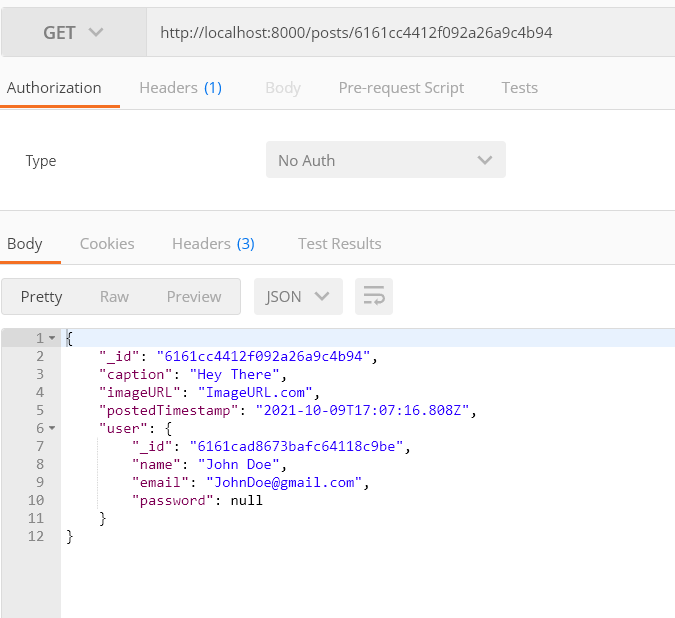 GET http://localhost:8000/posts/6161cc4412f092a26a9c4b94
Authorization Headers (1) Body Pre-request Script Tests
Type No Auth
Body Cookies Headers (3) Test Results
Pretty Raw Preview JSON
1 {
2 "_id": "6161cc4412f092a26a9c4b94",
3 "caption": "Hey There",
4 "imageURL": "ImageURL.com",
5 "postedTimestamp": "2021-10-09T17:07:16.808Z",
6 "user": {
7 "_id": "6161cad8673bafc64118c9be",
8 "name": "John Doe",
9 "email": "JohnDoe@gmail.com",
10 "password": null
11 }
12 }